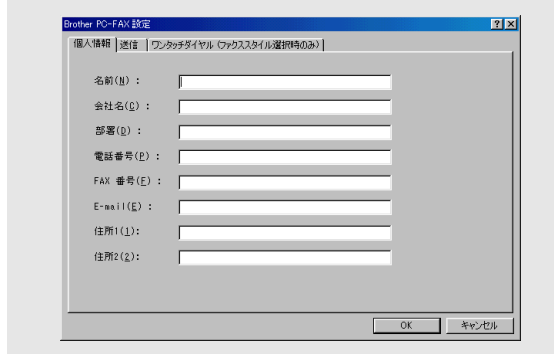 Brother PC-FAX 設定
個人情報 送信 ワンタッチダイヤル（ファクススタイル選択時のみ）
名前(N) :
会社名(C) :
部署(D) :
電話番号(P) :
FAX 番号(F) :
E-mail(E) :
住所1(1):
住所2(2):
OK キャンセル